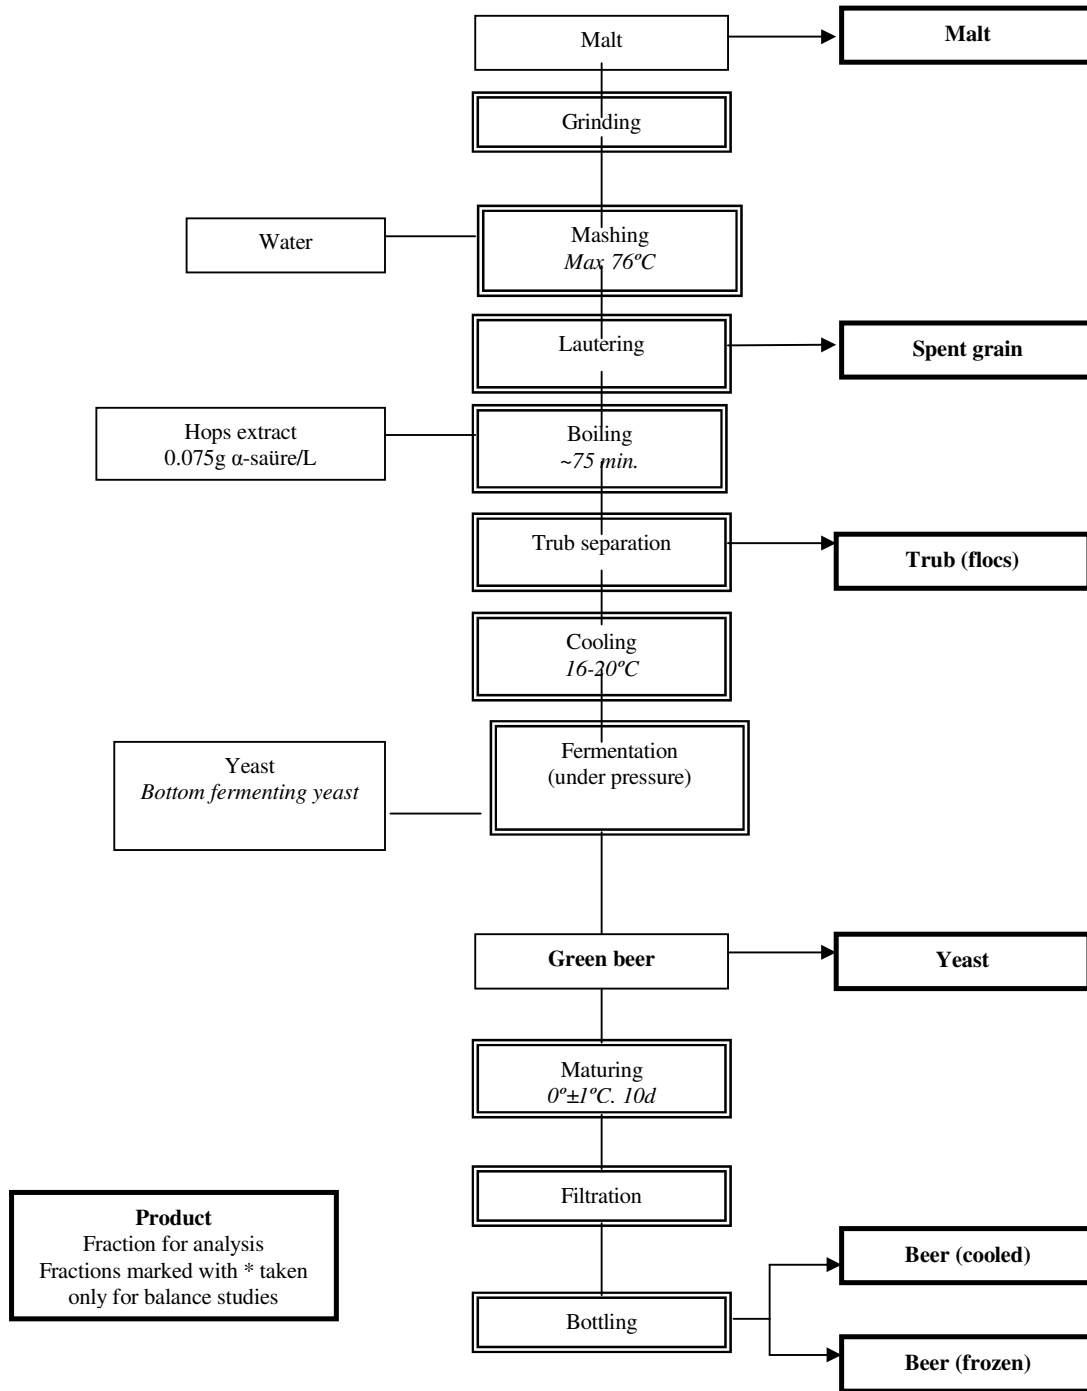 Malt
Malt
Grinding
Water
Mashing
Max 76ºC
Lautering
Spent grain
Hops extract
0.075g α-saüre/L
Boiling
~75 min.
Trub separation
Trub (flocs)
Cooling
16-20ºC
Yeast
Bottom fermenting yeast
Fermentation
(under pressure)
Green beer
Yeast
Maturing
0º±1ºC. 10d
Filtration
Product
Fraction for analysis
Fractions marked with * taken
only for balance studies
Beer (cooled)
Bottling
Beer (frozen)